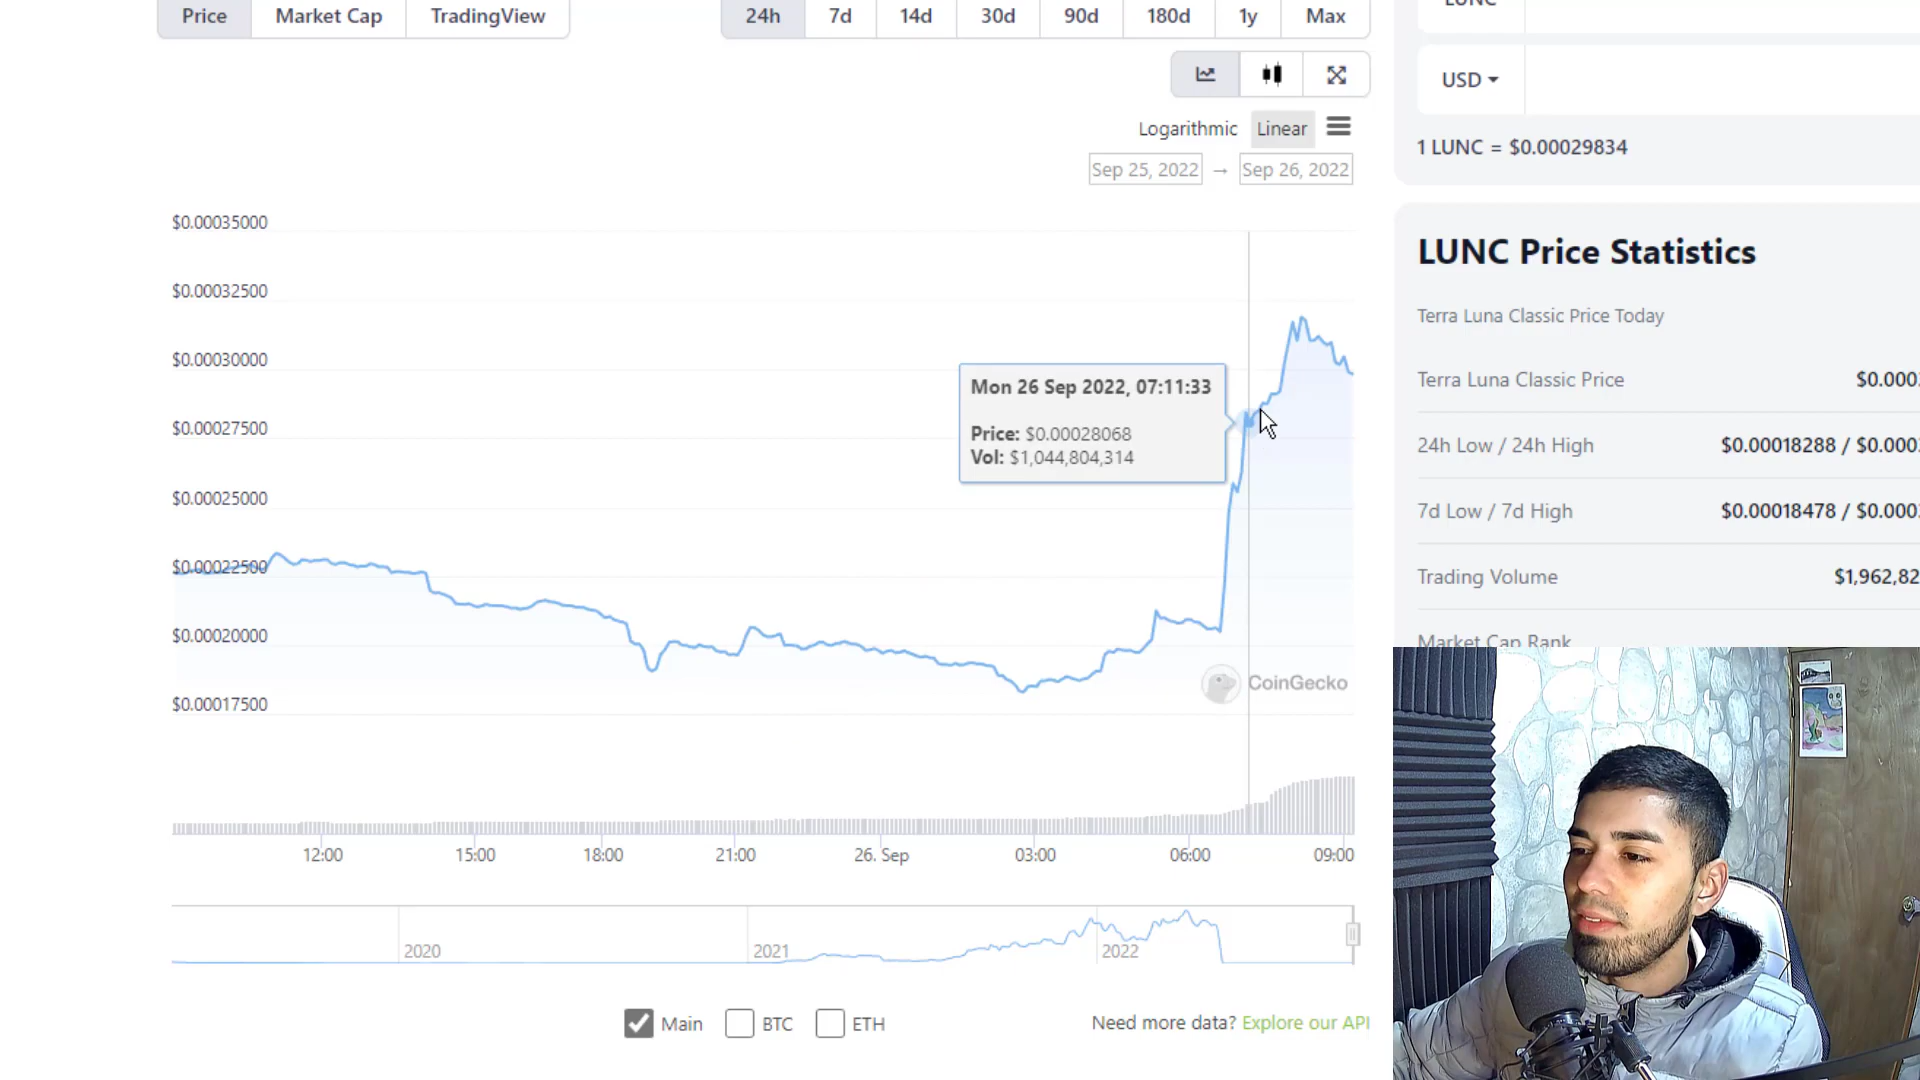 Price Market Cap TradingView 24h 7d 14d 30d 90d 180d 1y Max
Logarithmic Linear
Sep 25, 2022 → Sep 26, 2022
$0.00035000
$0.00032500
$0.00030000
$0.00027500
$0.00025000
$0.00022500
$0.00020000
$0.00017500
Mon 26 Sep 2022, 07:11:33
Price: $0.00028068
Vol: $1,044,804,314
CoinGecko
12:00 15:00 18:00 21:00 26. Sep 03:00 06:00 09:00
2020 2021 2022
Main BTC ETH
Need more data? Explore our API
LUNC
USD
1 LUNC = $0.00029834
LUNC Price Statistics
Terra Luna Classic Price Today
Terra Luna Classic Price $0.000
24h Low / 24h High $0.00018288 / $0.000
7d Low / 7d High $0.00018478 / $0.000
Trading Volume $1,962,82
Market Cap Rank